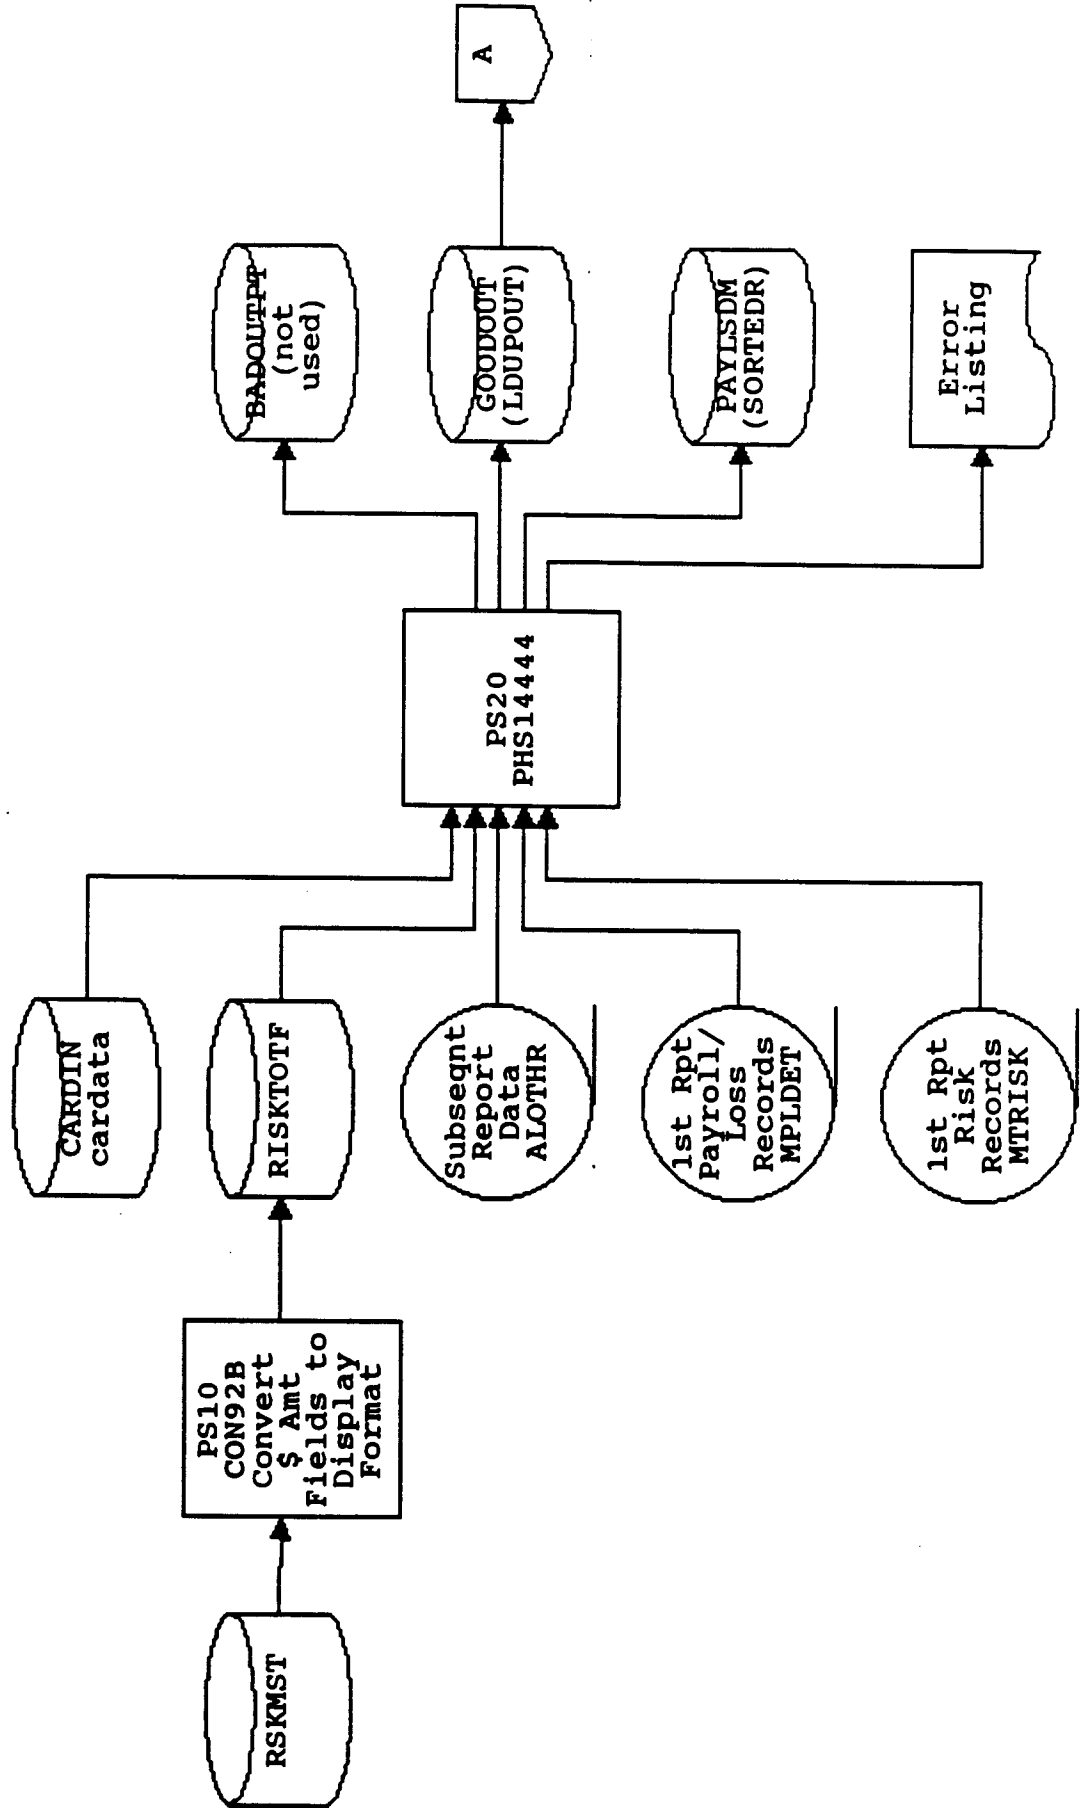 RSKMST
PS10
CON92B
Convert
$ Amt
Fields to
Display
Format
CARDIN
cardata
RISKTOTF
Subseqnt
Report
Data
ALOTHR
1st Rpt
Payroll/
Loss
Records
MPLDET
1st Rpt
Risk
Records
MTRISK
PS20
PHS14444
BADOUTPT
(not
used)
GOODOUT
(LDUPOUT)
PAYLSDM
(SORTEDR)
Error
Listing
A